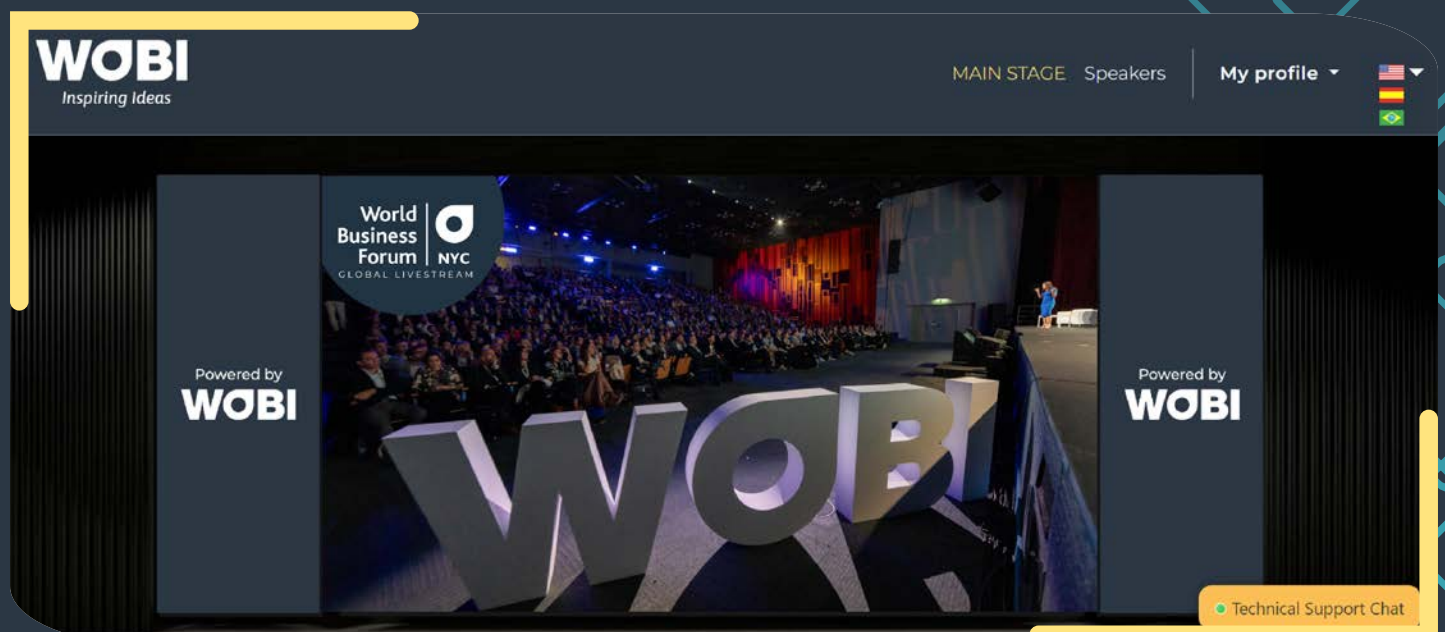 WOBI
Inspiring Ideas
MAIN STAGE
Speakers
My profile
World
Business
Forum
NYC
GLOBAL LIVESTREAM
Powered by
WOBI
WOBI
Powered by
WOBI
Technical Support Chat